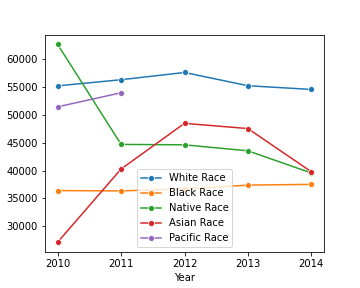 60000
55000
50000
45000
40000
35000
30000
White Race
Black Race
Native Race
Asian Race
Pacific Race
2010 2011 2012 2013 2014
Year